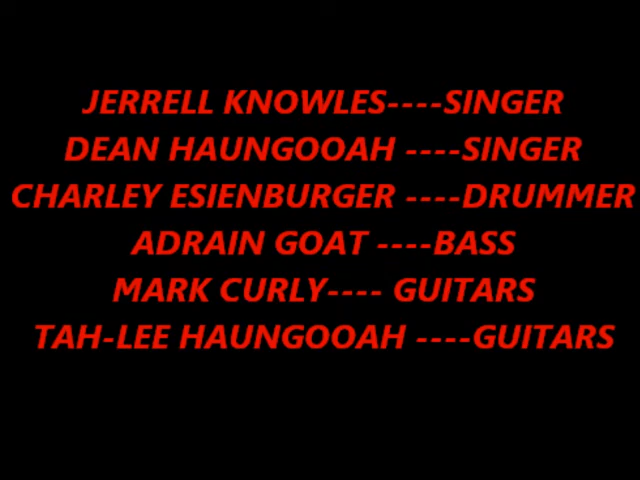 JERRELL KNOWLES----SINGER
DEAN HAUNGOOAH ----SINGER
CHARLEY ESIENBURGER ----DRUMMER
ADRAIN GOAT ----BASS
MARK CURLY---- GUITARS
TAH-LEE HAUNGOOAH ----GUITARS